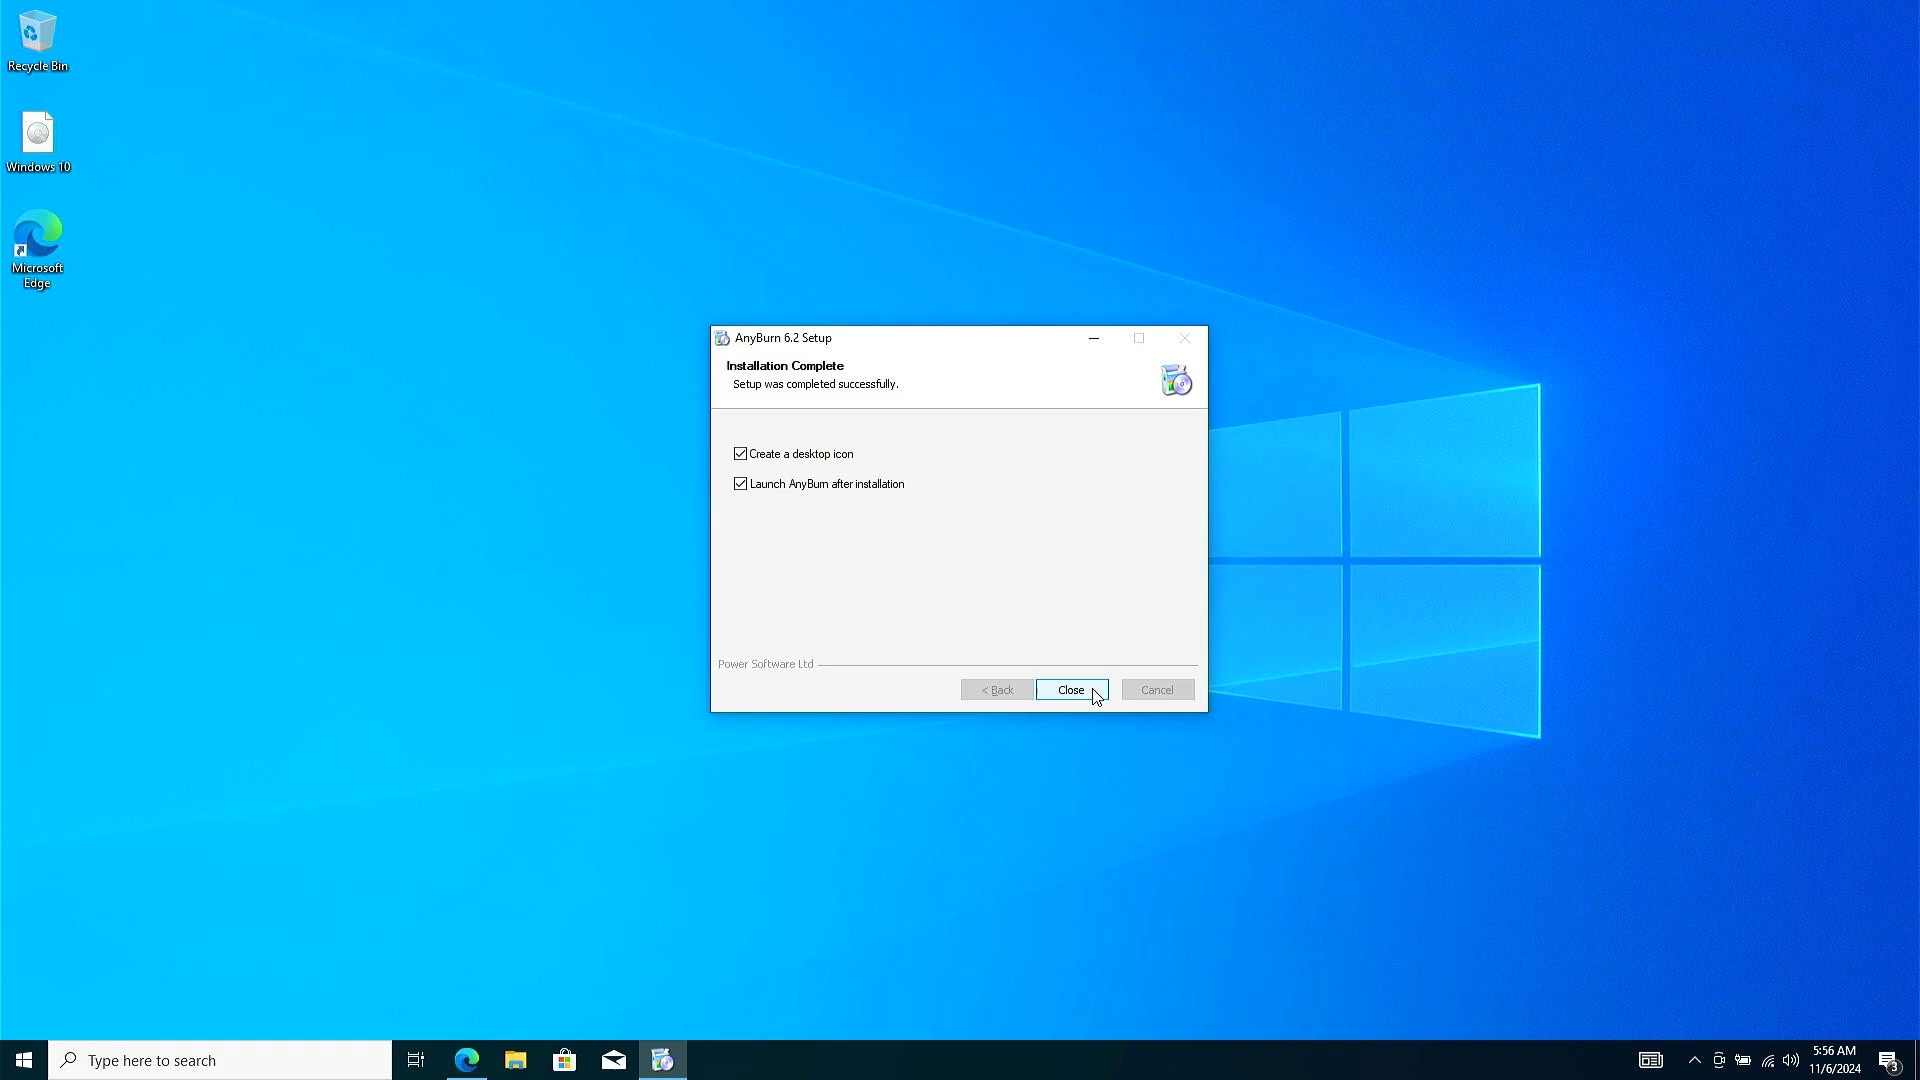 Recycle Bin
Windows 10
Microsoft
Edge
AnyBurn 6.2 Setup
Installation Complete
Setup was completed successfully.
Create a desktop icon
Launch AnyBurn after installation
Power Software Ltd
< Back
Close
Cancel
Type here to search
5:56 AM
11/6/2024
3